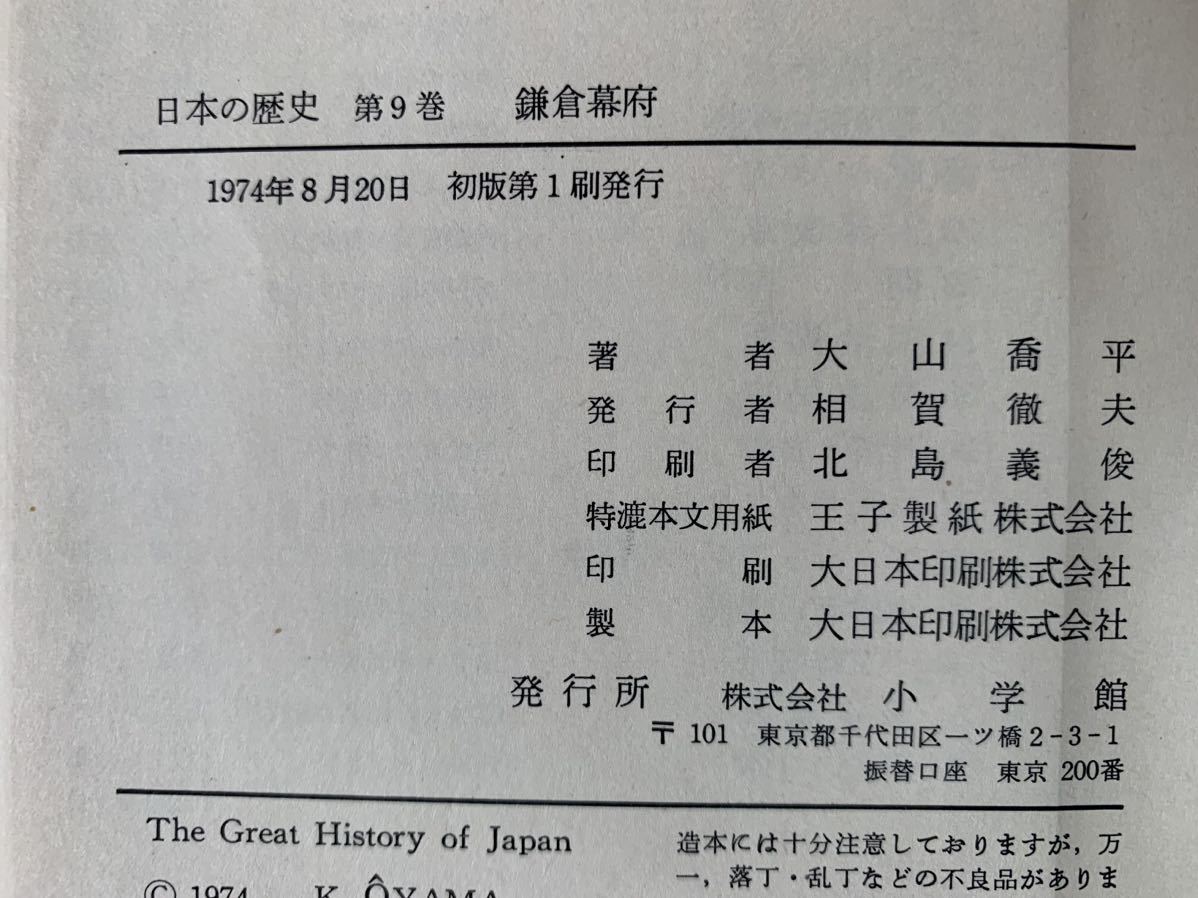 日本の歴史 第9巻 鎌倉幕府
1974年8月20日 初版第1刷発行
著者 大山喬平
発行者 相賀徹夫
印刷者 北島義俊
特漉本文用紙 王子製紙株式会社
印刷 大日本印刷株式会社
製本 大日本印刷株式会社
発行所 株式会社 小学館
〒101 東京都千代田区一ツ橋2-3-1
振替口座 東京 200番
The Great History of Japan
© 1974 K. ÔYAMA
造本には十分注意しておりますが，万
一，落丁・乱丁などの不良品がありま